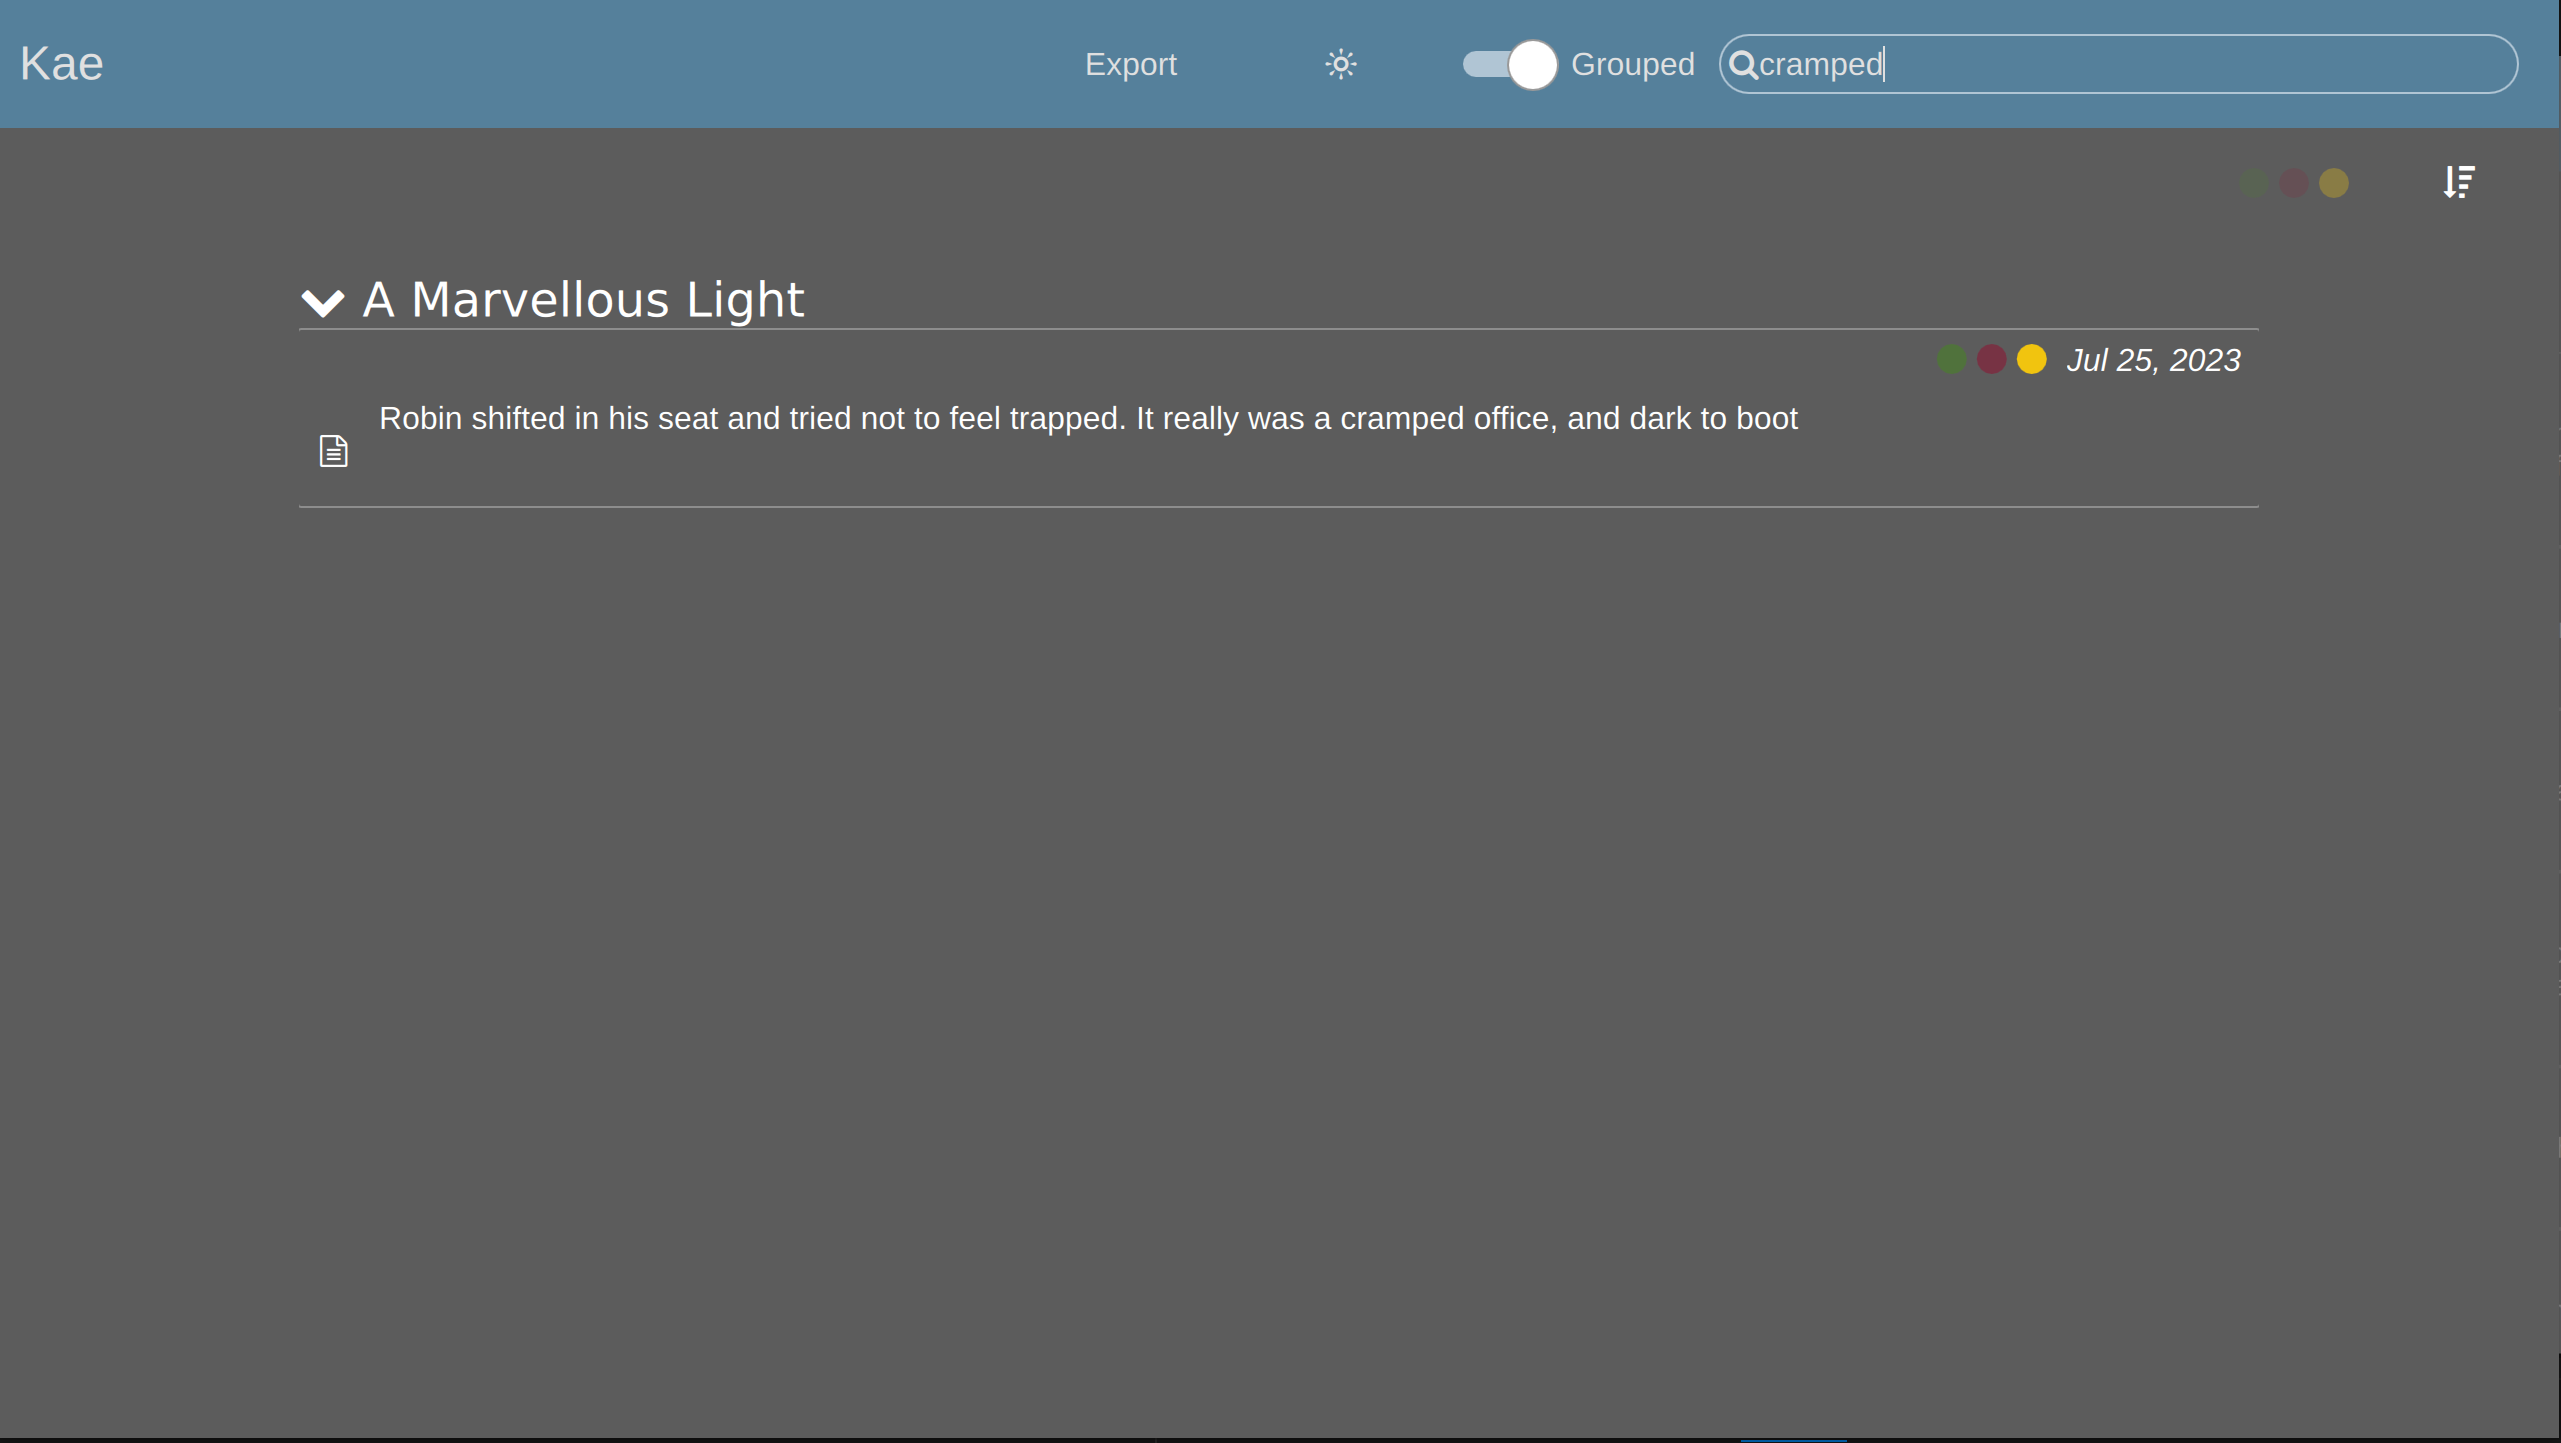 Kae
Export
Grouped
cramped
A Marvellous Light
Jul 25, 2023
Robin shifted in his seat and tried not to feel trapped. It really was a cramped office, and dark to boot